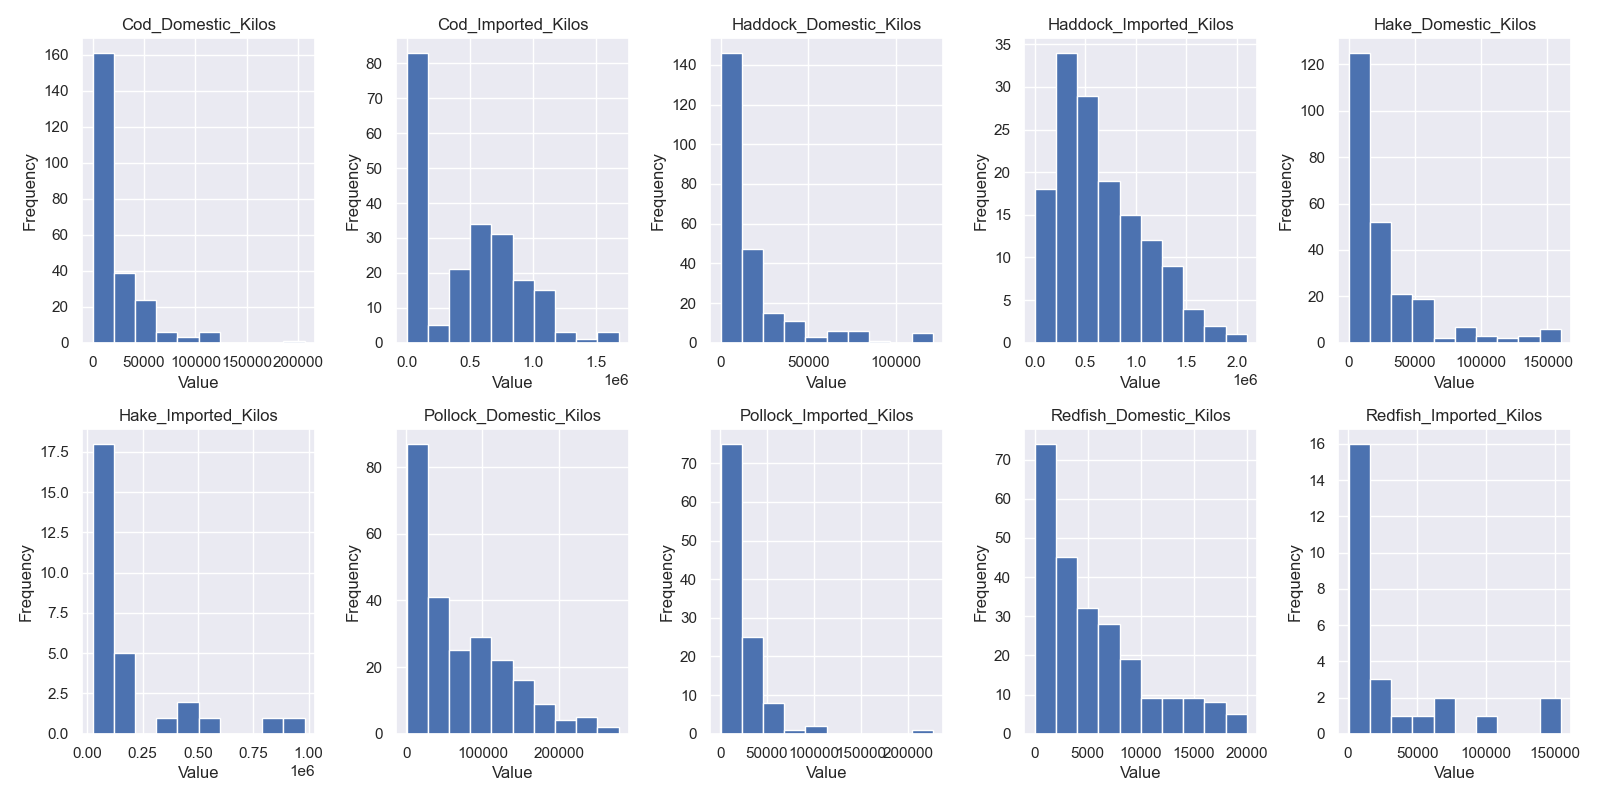 Cod_Domestic_Kilos
160
140
120
100
80
60
40
20
0
Frequency
0 50000 100000 150000 200000
Value
Cod_Imported_Kilos
80
70
60
50
40
30
20
10
0
Frequency
0.0 0.5 1.0 1.5
1e6
Value
Haddock_Domestic_Kilos
140
120
100
80
60
40
20
0
Frequency
0 50000 100000
Value
Haddock_Imported_Kilos
35
30
25
20
15
10
5
0
Frequency
0.0 0.5 1.0 1.5 2.0
1e6
Value
Hake_Domestic_Kilos
120
100
80
60
40
20
0
Frequency
0 50000 100000 150000
Value
Hake_Imported_Kilos
17.5
15.0
12.5
10.0
7.5
5.0
2.5
0.0
Frequency
0.00 0.25 0.50 0.75 1.00
1e6
Value
Pollock_Domestic_Kilos
80
60
40
20
0
Frequency
0 100000 200000
Value
Pollock_Imported_Kilos
70
60
50
40
30
20
10
0
Frequency
0 50000 100000 150000 200000
Value
Redfish_Domestic_Kilos
70
60
50
40
30
20
10
0
Frequency
0 5000 10000 15000 20000
Value
Redfish_Imported_Kilos
16
14
12
10
8
6
4
2
0
Frequency
0 50000 100000 150000
Value